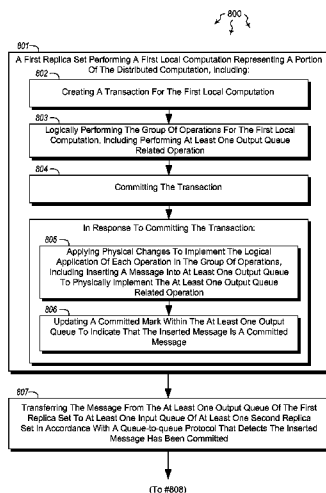 800
801
A First Replica Set Performing A First Local Computation Representing A Portion
Of The Distributed Computation, Including:
802
Creating A Transaction For The First Local Computation
803
Logically Performing The Group Of Operations For The First Local
Computation, Including Performing At Least One Output Queue
Related Operation
804
Committing The Transaction
In Response To Committing The Transaction:
805
Applying Physical Changes To Implement The Logical
Application Of Each Operation In The Group Of Operations,
Including Inserting A Message Into At Least One Output Queue
To Physically Implement The At Least One Output Queue
Related Operation
806
Updating A Committed Mark Within The At Least One Output
Queue To Indicate That The Inserted Message Is A Committed
Message
807
Transferring The Message From The At Least One Output Queue Of The First
Replica Set To At Least One Input Queue Of At Least One Second Replica
Set In Accordance With A Queue-to-queue Protocol That Detects The Inserted
Message Has Been Committed
(To #808)